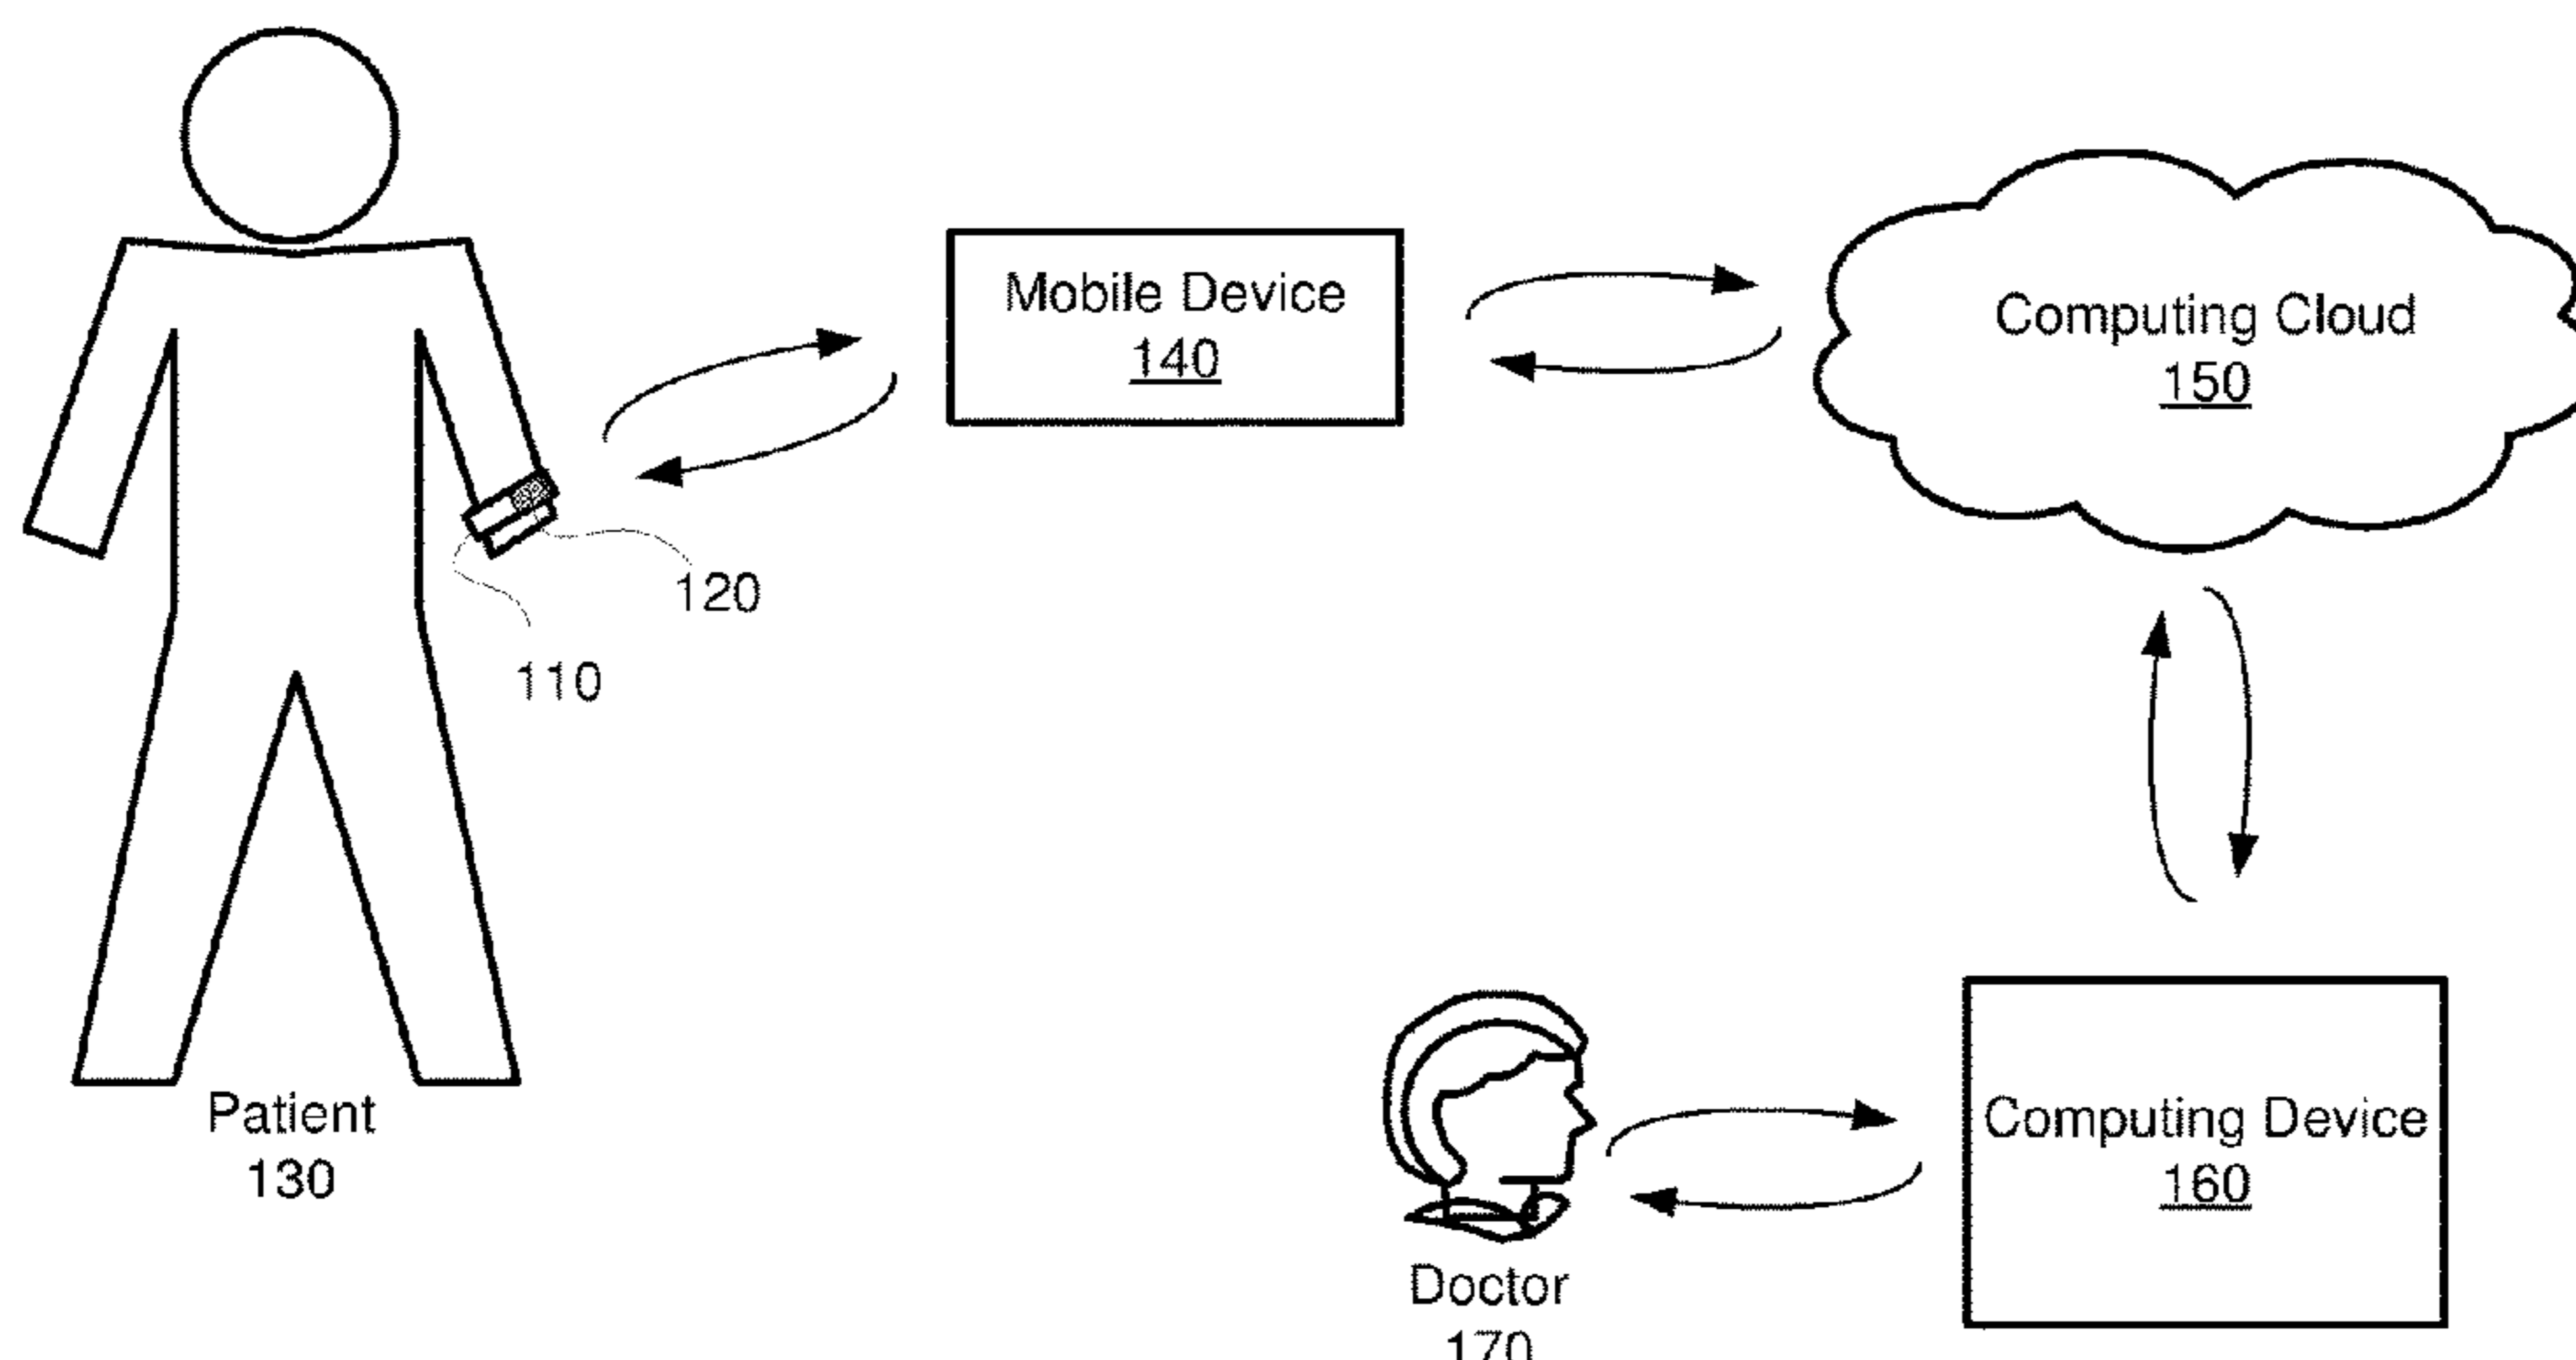 Mobile Device
140
Computing Cloud
150
120
110
Patient
130
Computing Device
160
Doctor
170